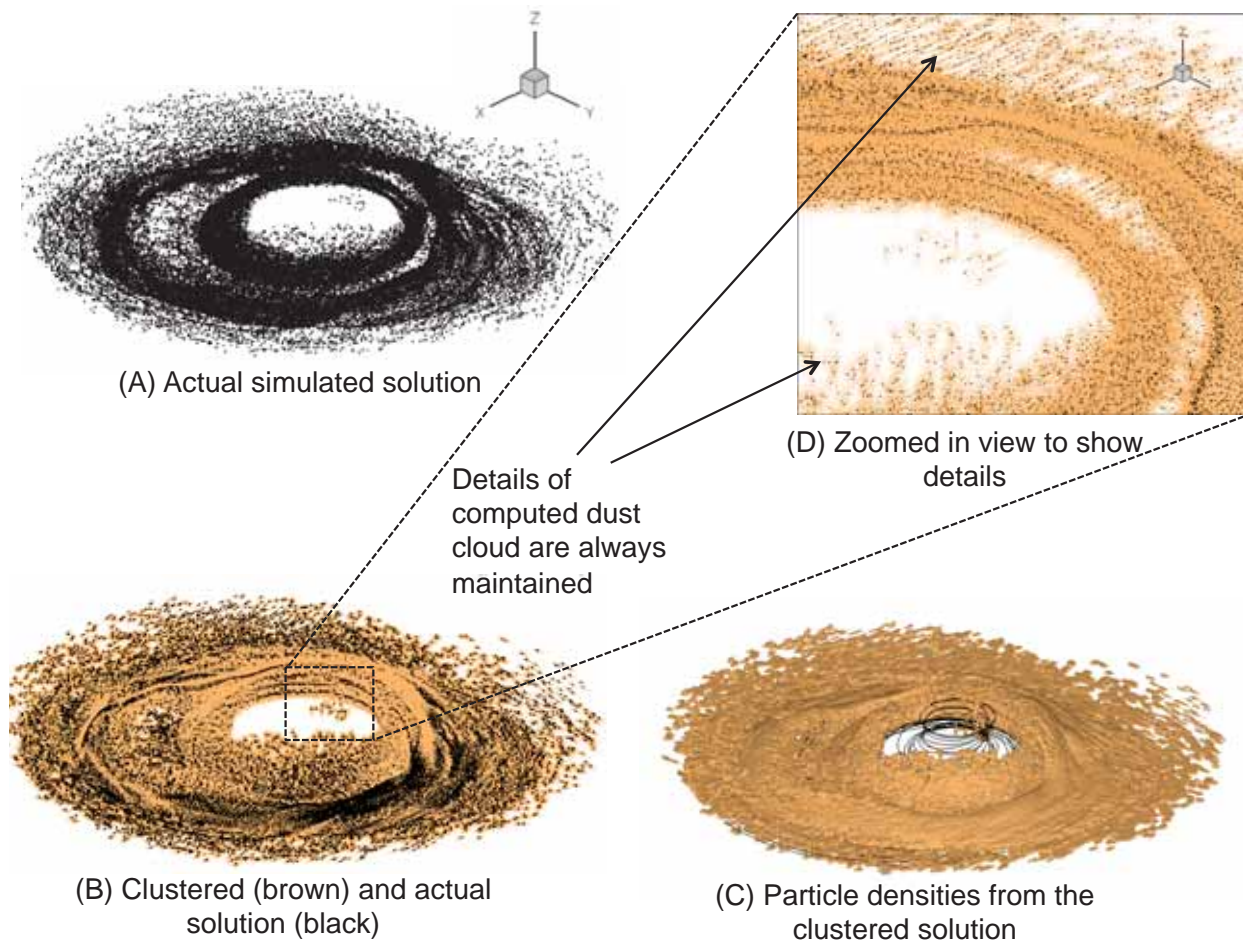 Z
X
Y
(A) Actual simulated solution
Z
(D) Zoomed in view to show
details
Details of
computed dust
cloud are always
maintained
(B) Clustered (brown) and actual
solution (black)
(C) Particle densities from the
clustered solution